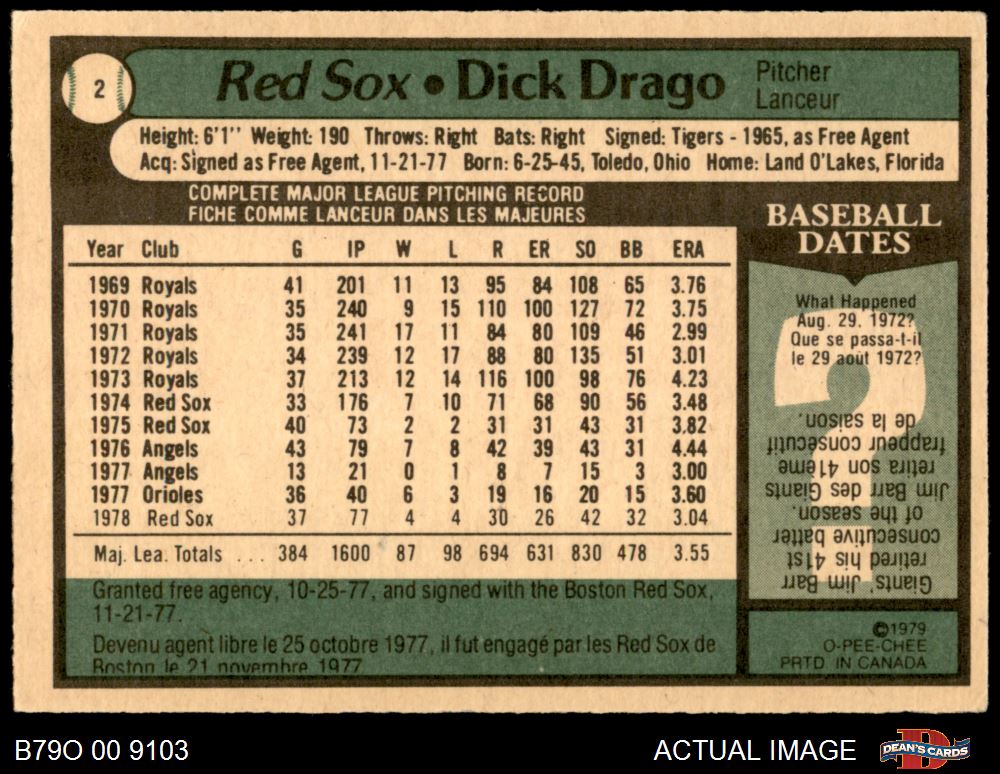 2
Red Sox • Dick Drago
Pitcher
Lanceur
Height: 6'1" Weight: 190 Throws: Right Bats: Right Signed: Tigers - 1965, as Free Agent
Acq: Signed as Free Agent, 11-21-77 Born: 6-25-45, Toledo, Ohio Home: Land O'Lakes, Florida
COMPLETE MAJOR LEAGUE PITCHING RECORD
FICHE COMME LANCEUR DANS LES MAJEURES
Year Club G IP W L R ER SO BB ERA
1969 Royals 41 201 11 13 95 84 108 65 3.76
1970 Royals 35 240 9 15 110 100 127 72 3.75
1971 Royals 35 241 17 11 84 80 109 46 2.99
1972 Royals 34 239 12 17 88 80 135 51 3.01
1973 Royals 37 213 12 14 116 100 98 76 4.23
1974 Red Sox 33 176 7 10 71 68 90 56 3.48
1975 Red Sox 40 73 2 2 31 31 43 31 3.82
1976 Angels 43 79 7 8 42 39 43 31 4.44
1977 Angels 13 21 0 1 8 7 15 3 3.00
1977 Orioles 36 40 6 3 19 16 20 15 3.60
1978 Red Sox 37 77 4 4 30 26 42 32 3.04
Maj. Lea. Totals ... 384 1600 87 98 694 631 830 478 3.55
Granted free agency, 10-25-77, and signed with the Boston Red Sox,
11-21-77.
Devenu agent libre le 25 octobre 1977, il fut engagé par les Red Sox de
Boston le 21 novembre 1977
BASEBALL
DATES
What Happened
Aug. 29, 1972?
Que se passa-t-il
le 29 août 1972?
Giants' Jim Barr
retired his 41st
consecutive batter
of the season.
Jim Barr des Giants
retira son 41ème
frappeur consécutif
de la saison.
©1979
O-PEE-CHEE
PRTD. IN CANADA
B79O 00 9103
ACTUAL IMAGE
B
DEAN'S CARDS